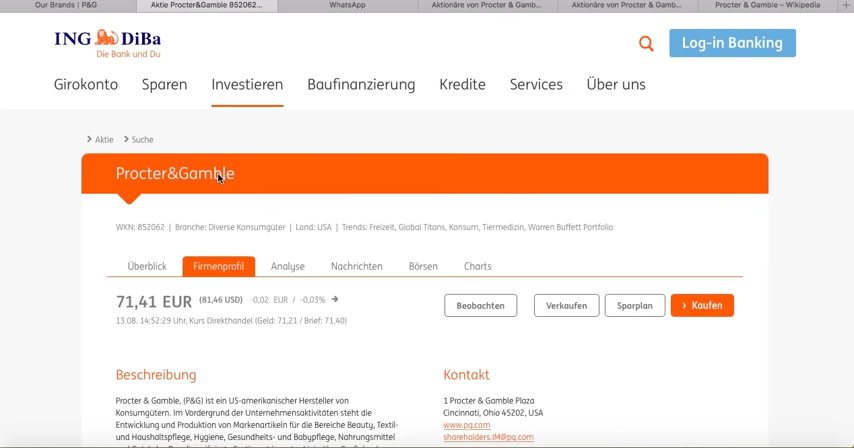 Our Brands | P&G
Aktie Procter&Gamble 852062...
WhatsApp
Aktionäre von Procter & Gamb...
Aktionäre von Procter & Gamb...
Procter & Gamble – Wikipedia
ING DiBa
Die Bank und Du
Log-in Banking
Girokonto Sparen Investieren Baufinanzierung Kredite Services Über uns
Aktie Suche
Procter&Gamble
WKN: 852062 | Branche: Diverse Konsumgüter | Land: USA | Trends: Freizeit, Global Titans, Konsum, Tiermedizin, Warren Buffett Portfolio
Überblick Firmenprofil Analyse Nachrichten Börsen Charts
71,41 EUR (81,46 USD) -0,02 EUR / -0,03%
Beobachten Verkaufen Sparplan Kaufen
13.08. 14:52:29 Uhr, Kurs Direkthandel (Geld: 71,21 / Brief: 71,40)
Beschreibung
Procter & Gamble, (P&G) ist ein US-amerikanischer Hersteller von
Konsumgütern. Im Vordergrund der Unternehmensaktivitäten steht die
Entwicklung und Produktion von Markenartikeln für die Bereiche Beauty, Textil-
und Haushaltspflege, Hygiene, Gesundheits- und Babypflege, Nahrungsmittel
Kontakt
1 Procter & Gamble Plaza
Cincinnati, Ohio 45202, USA
www.pg.com
shareholders.IM@pg.com